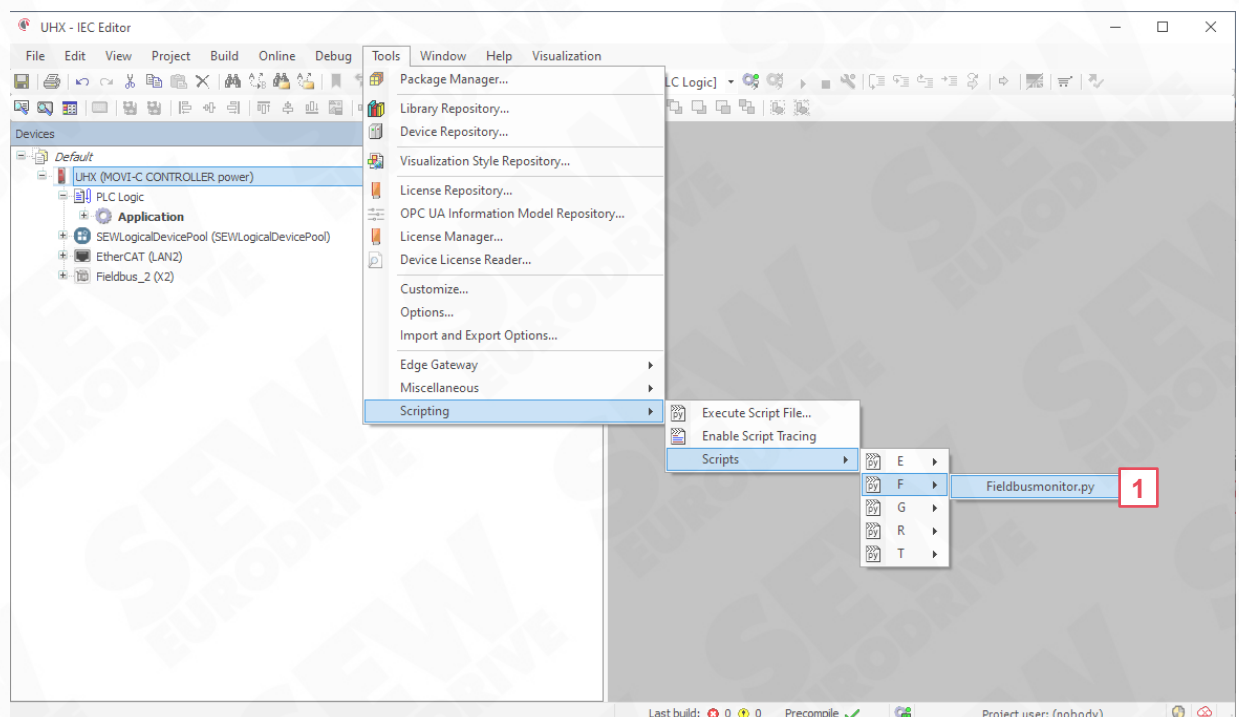 UHX - IEC Editor
File Edit View Project Build Online Debug Tools Window Help Visualization
Package Manager...
LC Logic]
Library Repository...
Devices
Device Repository...
Default
Visualization Style Repository...
UHX (MOVI-C CONTROLLER power)
License Repository...
PLC Logic
OPC UA Information Model Repository...
Application
License Manager...
SEWLogicalDevicePool (SEWLogicalDevicePool)
Device License Reader...
EtherCAT (LAN2)
Fieldbus_2 (X2)
Customize...
Options...
Import and Export Options...
Edge Gateway
Miscellaneous
Scripting
Execute Script File...
Enable Script Tracing
Scripts
E
F
Fieldbusmonitor.py
1
G
R
T
Last build: 0 0 Precompile Project user: (nobody)
SEW
EURODRIVE